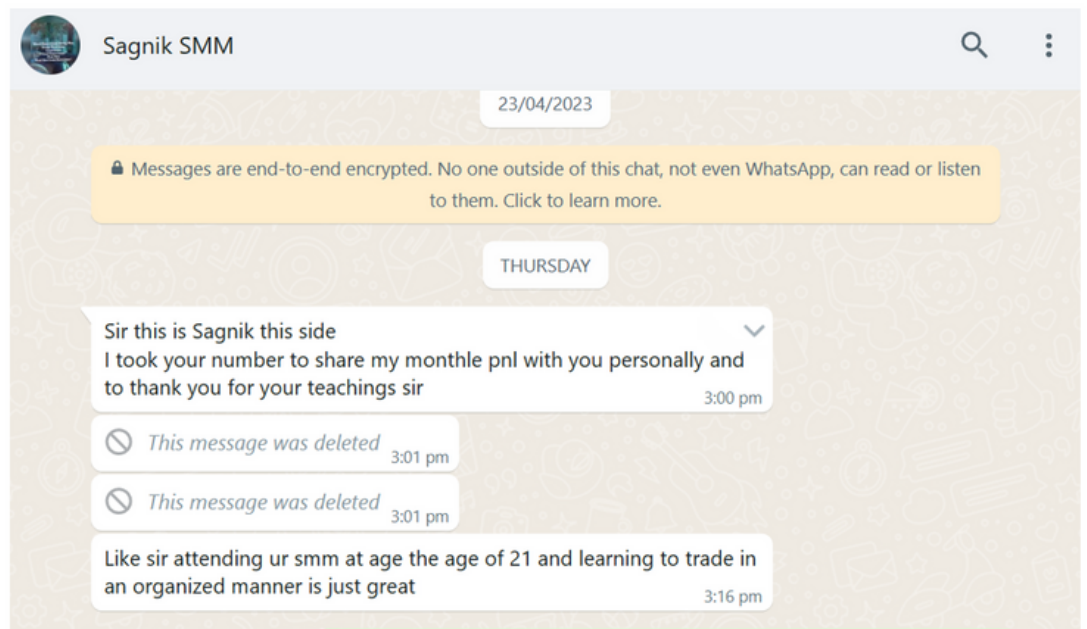 Sagnik SMM
23/04/2023
Messages are end-to-end encrypted. No one outside of this chat, not even WhatsApp, can read or listen
to them. Click to learn more.
THURSDAY
Sir this is Sagnik this side
I took your number to share my monthle pnl with you personally and
to thank you for your teachings sir
3:00 pm
This message was deleted
3:01 pm
This message was deleted
3:01 pm
Like sir attending ur smm at age the age of 21 and learning to trade in
an organized manner is just great
3:16 pm